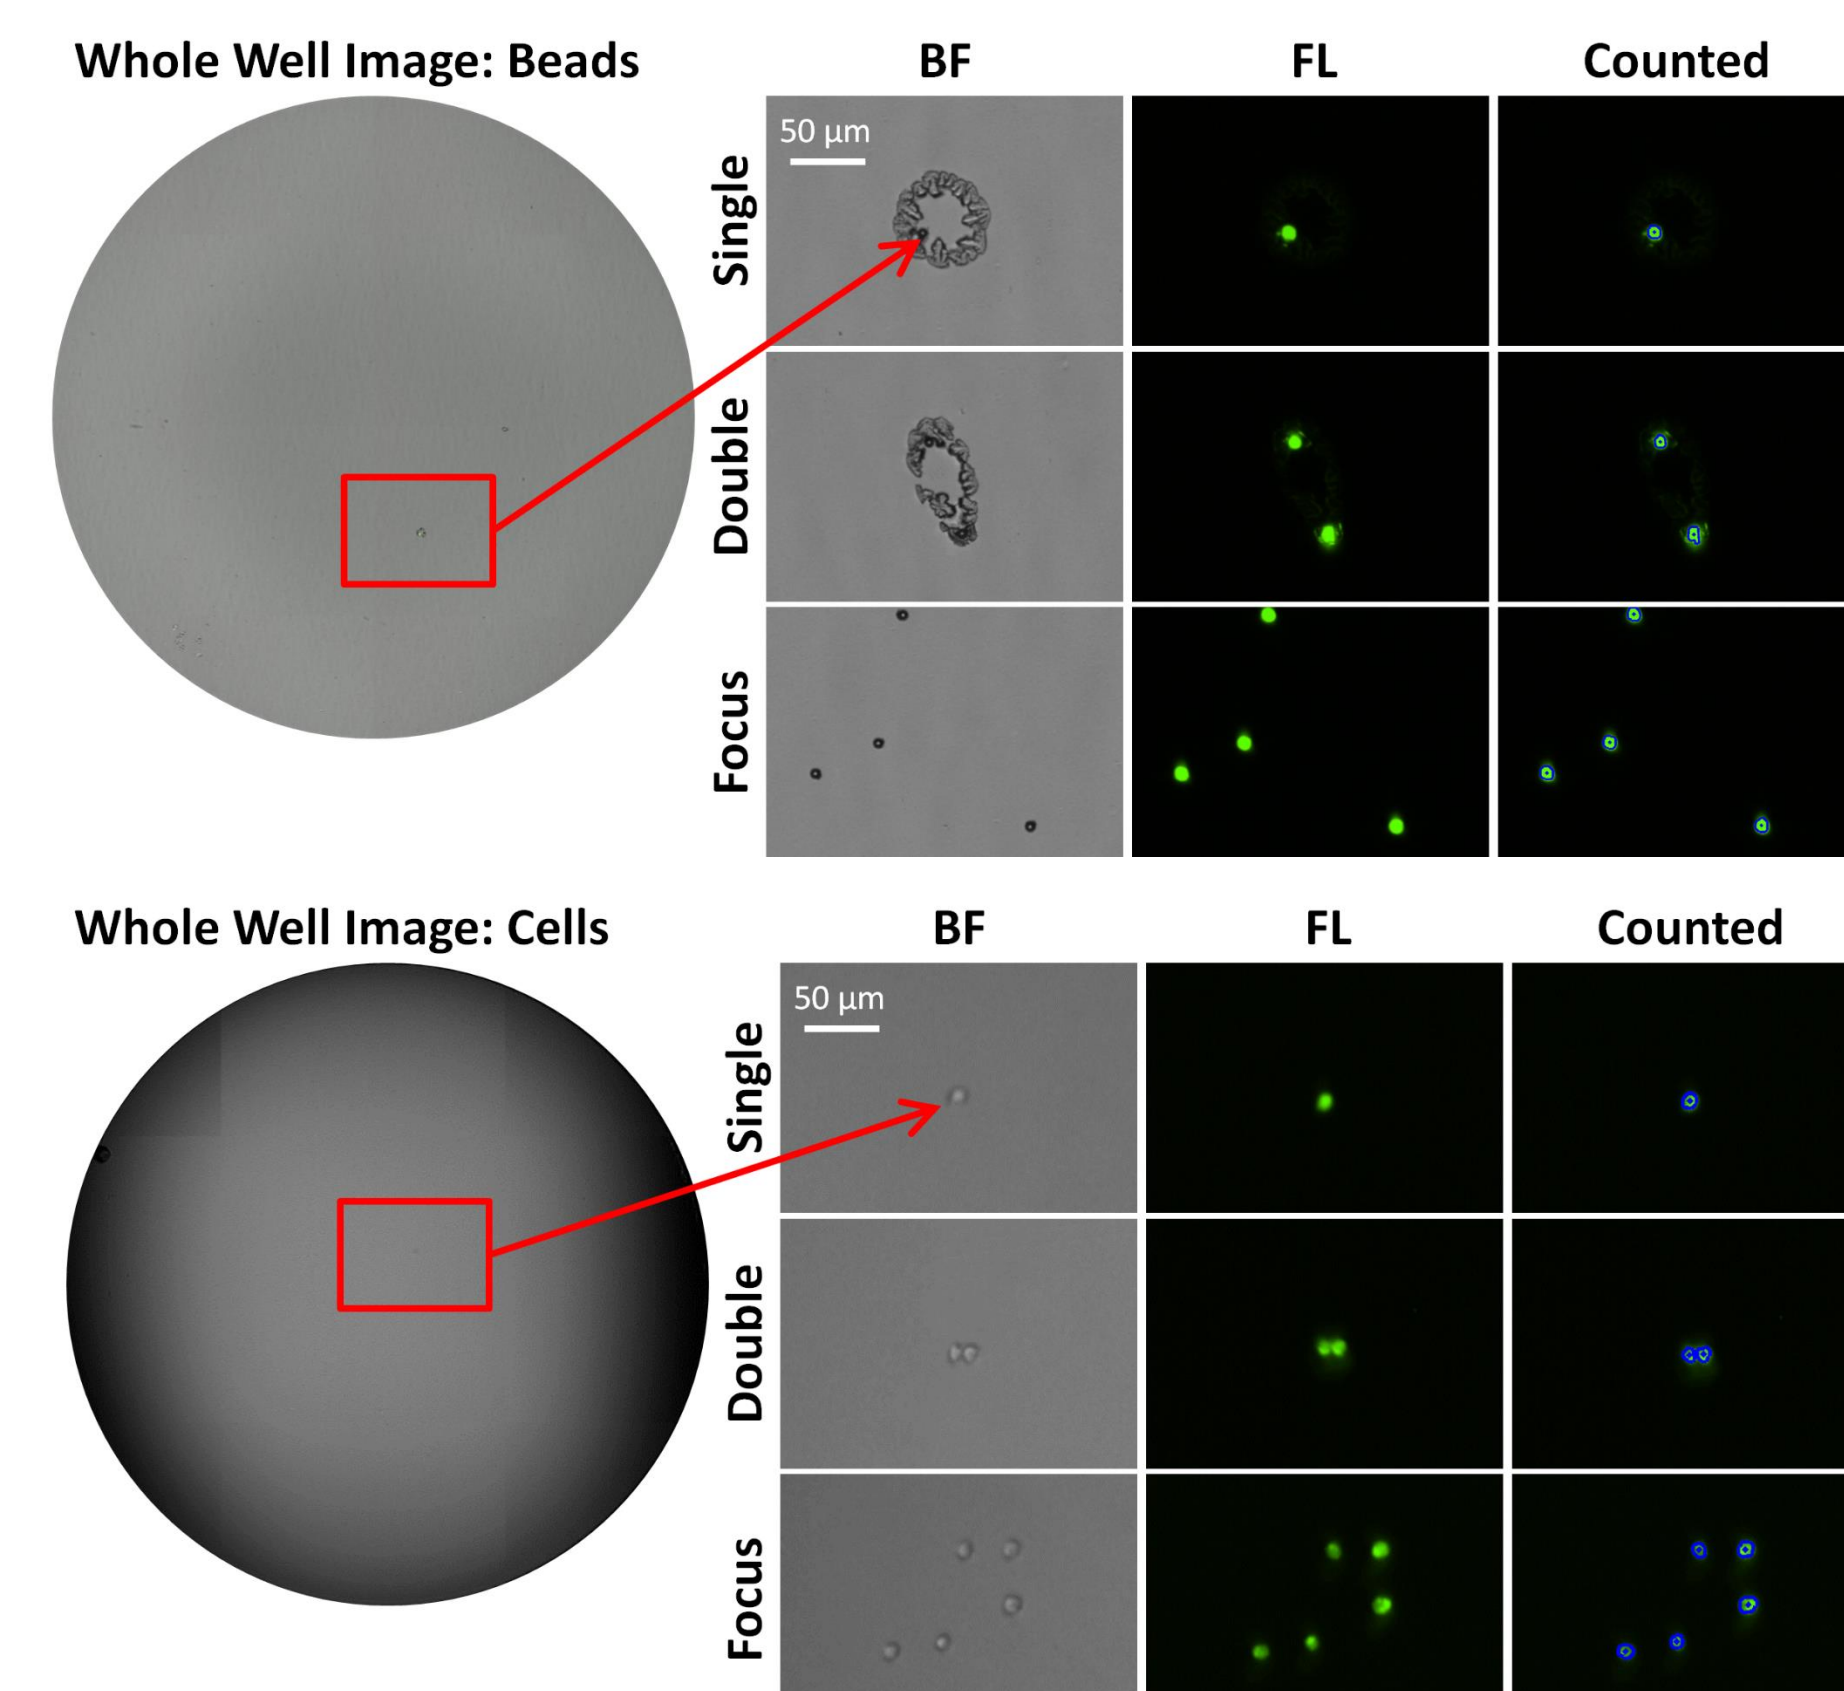 Whole Well Image: Beads
BF
FL
Counted
50 µm
Single
Double
Focus
Whole Well Image: Cells
BF
FL
Counted
50 µm
Single
Double
Focus